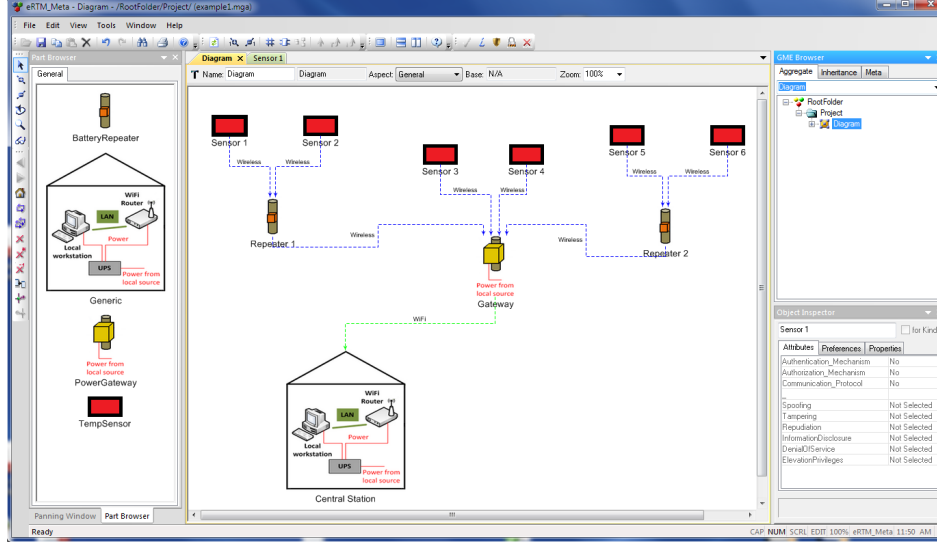 eRTM_Meta - Diagram - /RootFolder/Project/ (example1.mga)
File Edit View Tools Window Help
Part Browser
General
BatteryRepeater
WiFi
Router
LAN
Power
Local
workstation
UPS
Power from
local source
Generic
Power from
local source
PowerGateway
TempSensor
Panning Window Part Browser
Diagram Sensor 1
Name: Diagram Diagram Aspect: General Base: N/A Zoom: 100%
Sensor 1 Sensor 2
Sensor 3 Sensor 4
Sensor 5 Sensor 6
Wireless Wireless
Wireless Wireless
Wireless Wireless
Repeater 1
Wireless
Wireless
Repeater 2
Power from
local source
Gateway
WiFi
WiFi
Router
LAN
Power
Local
workstation
UPS
Power from
local source
Central Station
GME Browser
Aggregate Inheritance Meta
Diagram
RootFolder
Project
Diagram
Object Inspector
Sensor 1 for Kind
Attributes Preferences Properties
Authentication_Mechanism No
Authorization_Mechanism No
Communication_Protocol No
_
Spoofing Not Selected
Tampering Not Selected
Repudiation Not Selected
InformationDisclosure Not Selected
DenialOfService Not Selected
ElevationPrivileges Not Selected
Ready CAP NUM SCRL EDIT 100% eRTM_Meta 11:50 AM